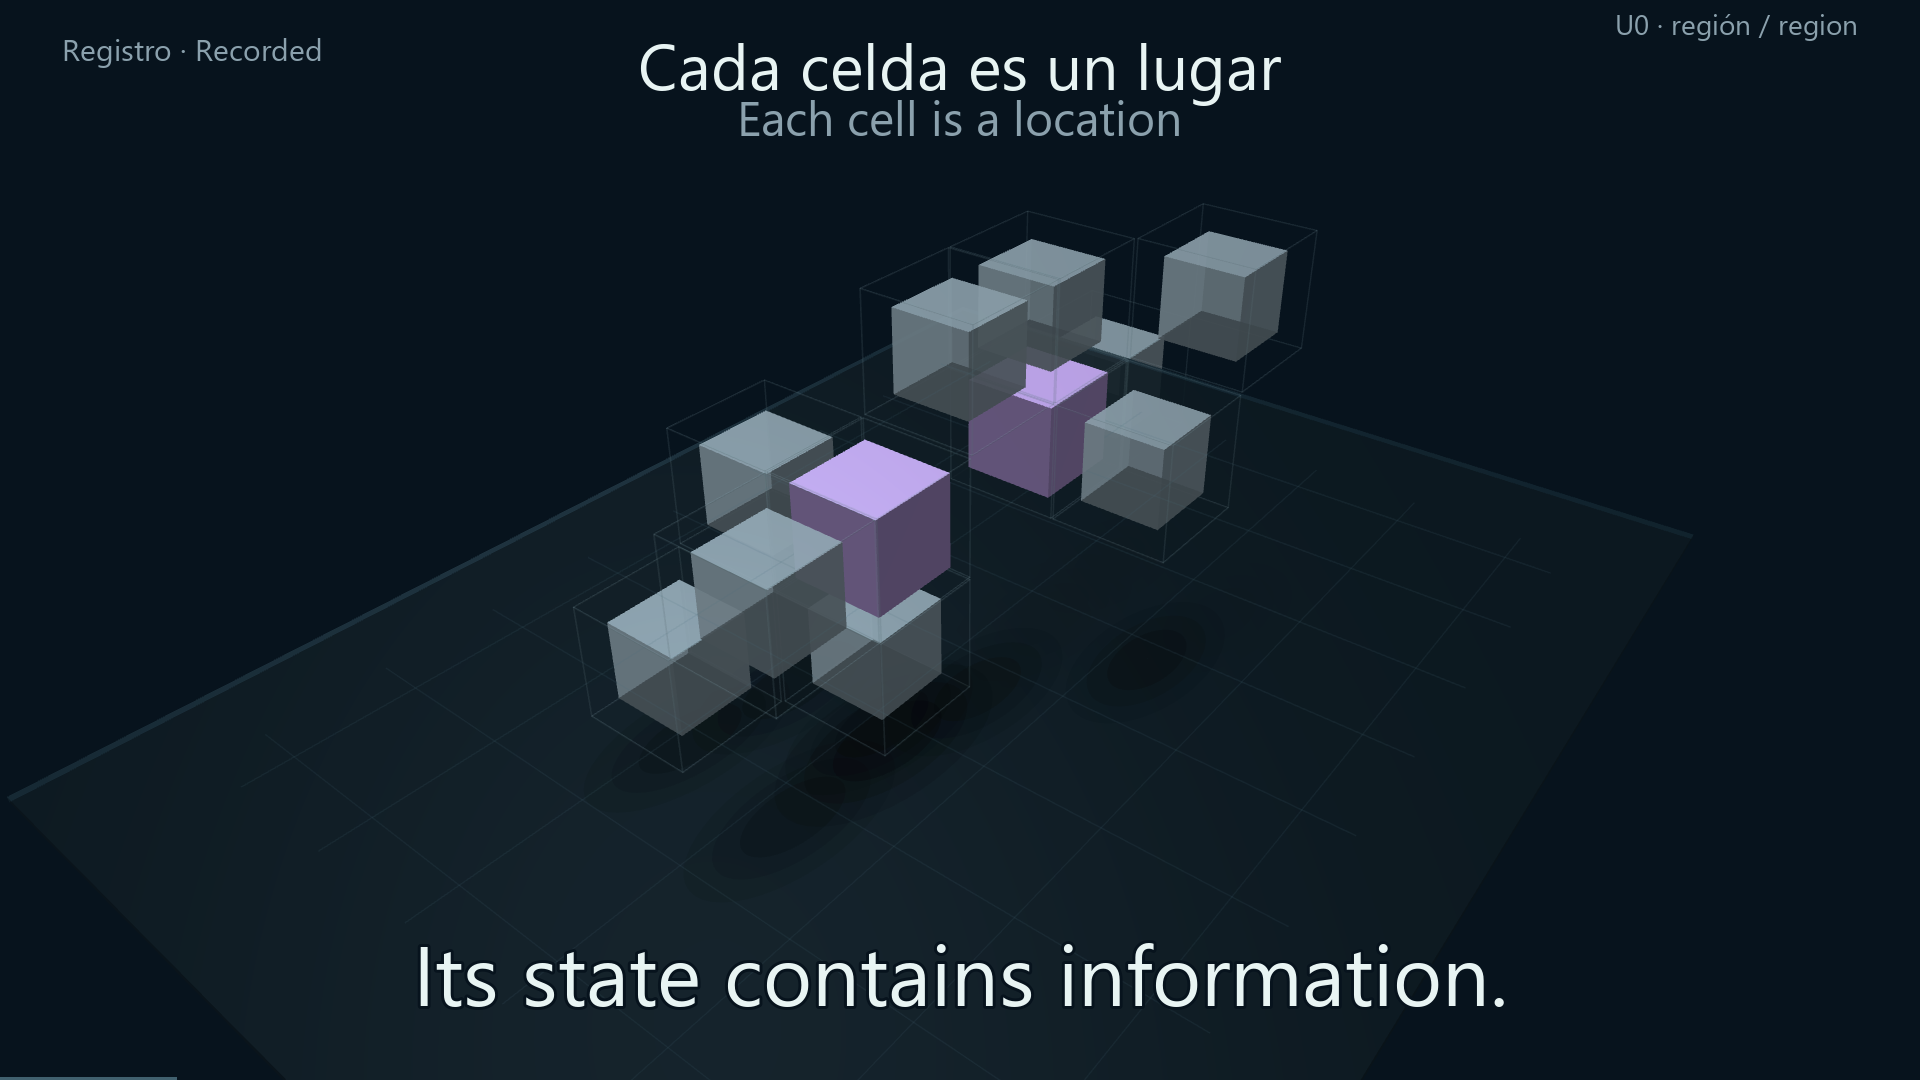 Registro · Recorded
U0 · región / region
Cada celda es un lugar
Each cell is a location
Its state contains information.